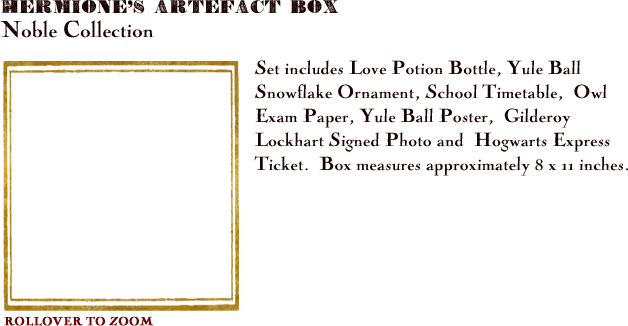 HERMIONE'S ARTEFACT BOX
Noble Collection
Set includes Love Potion Bottle, Yule Ball
Snowflake Ornament, School Timetable, Owl
Exam Paper, Yule Ball Poster, Gilderoy
Lockhart Signed Photo and Hogwarts Express
Ticket. Box measures approximately 8 x 11 inches.
ROLLOVER TO ZOOM